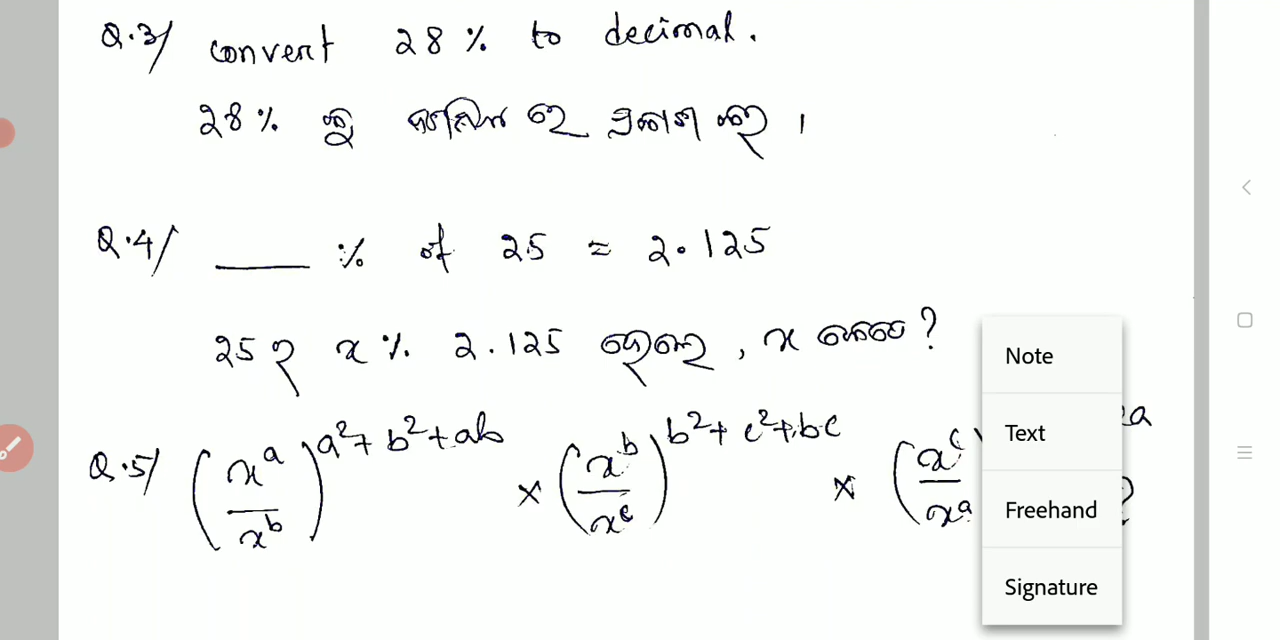 Q.3/ convert 28 % to decimal.
28 % କୁ ଦଶମିକ ରେ ପ୍ରକାଶ କର ।
Q.4/ ____ % of 25 = 2.125
25 ର x % 2.125 ହେଲେ, x କେତେ?
Q.5/ (x^a / x^b)^(a²+b²+ab) × (x^b / x^c)^(b²+c²+bc) × (x^c / x^a
Note
Text
Freehand
Signature